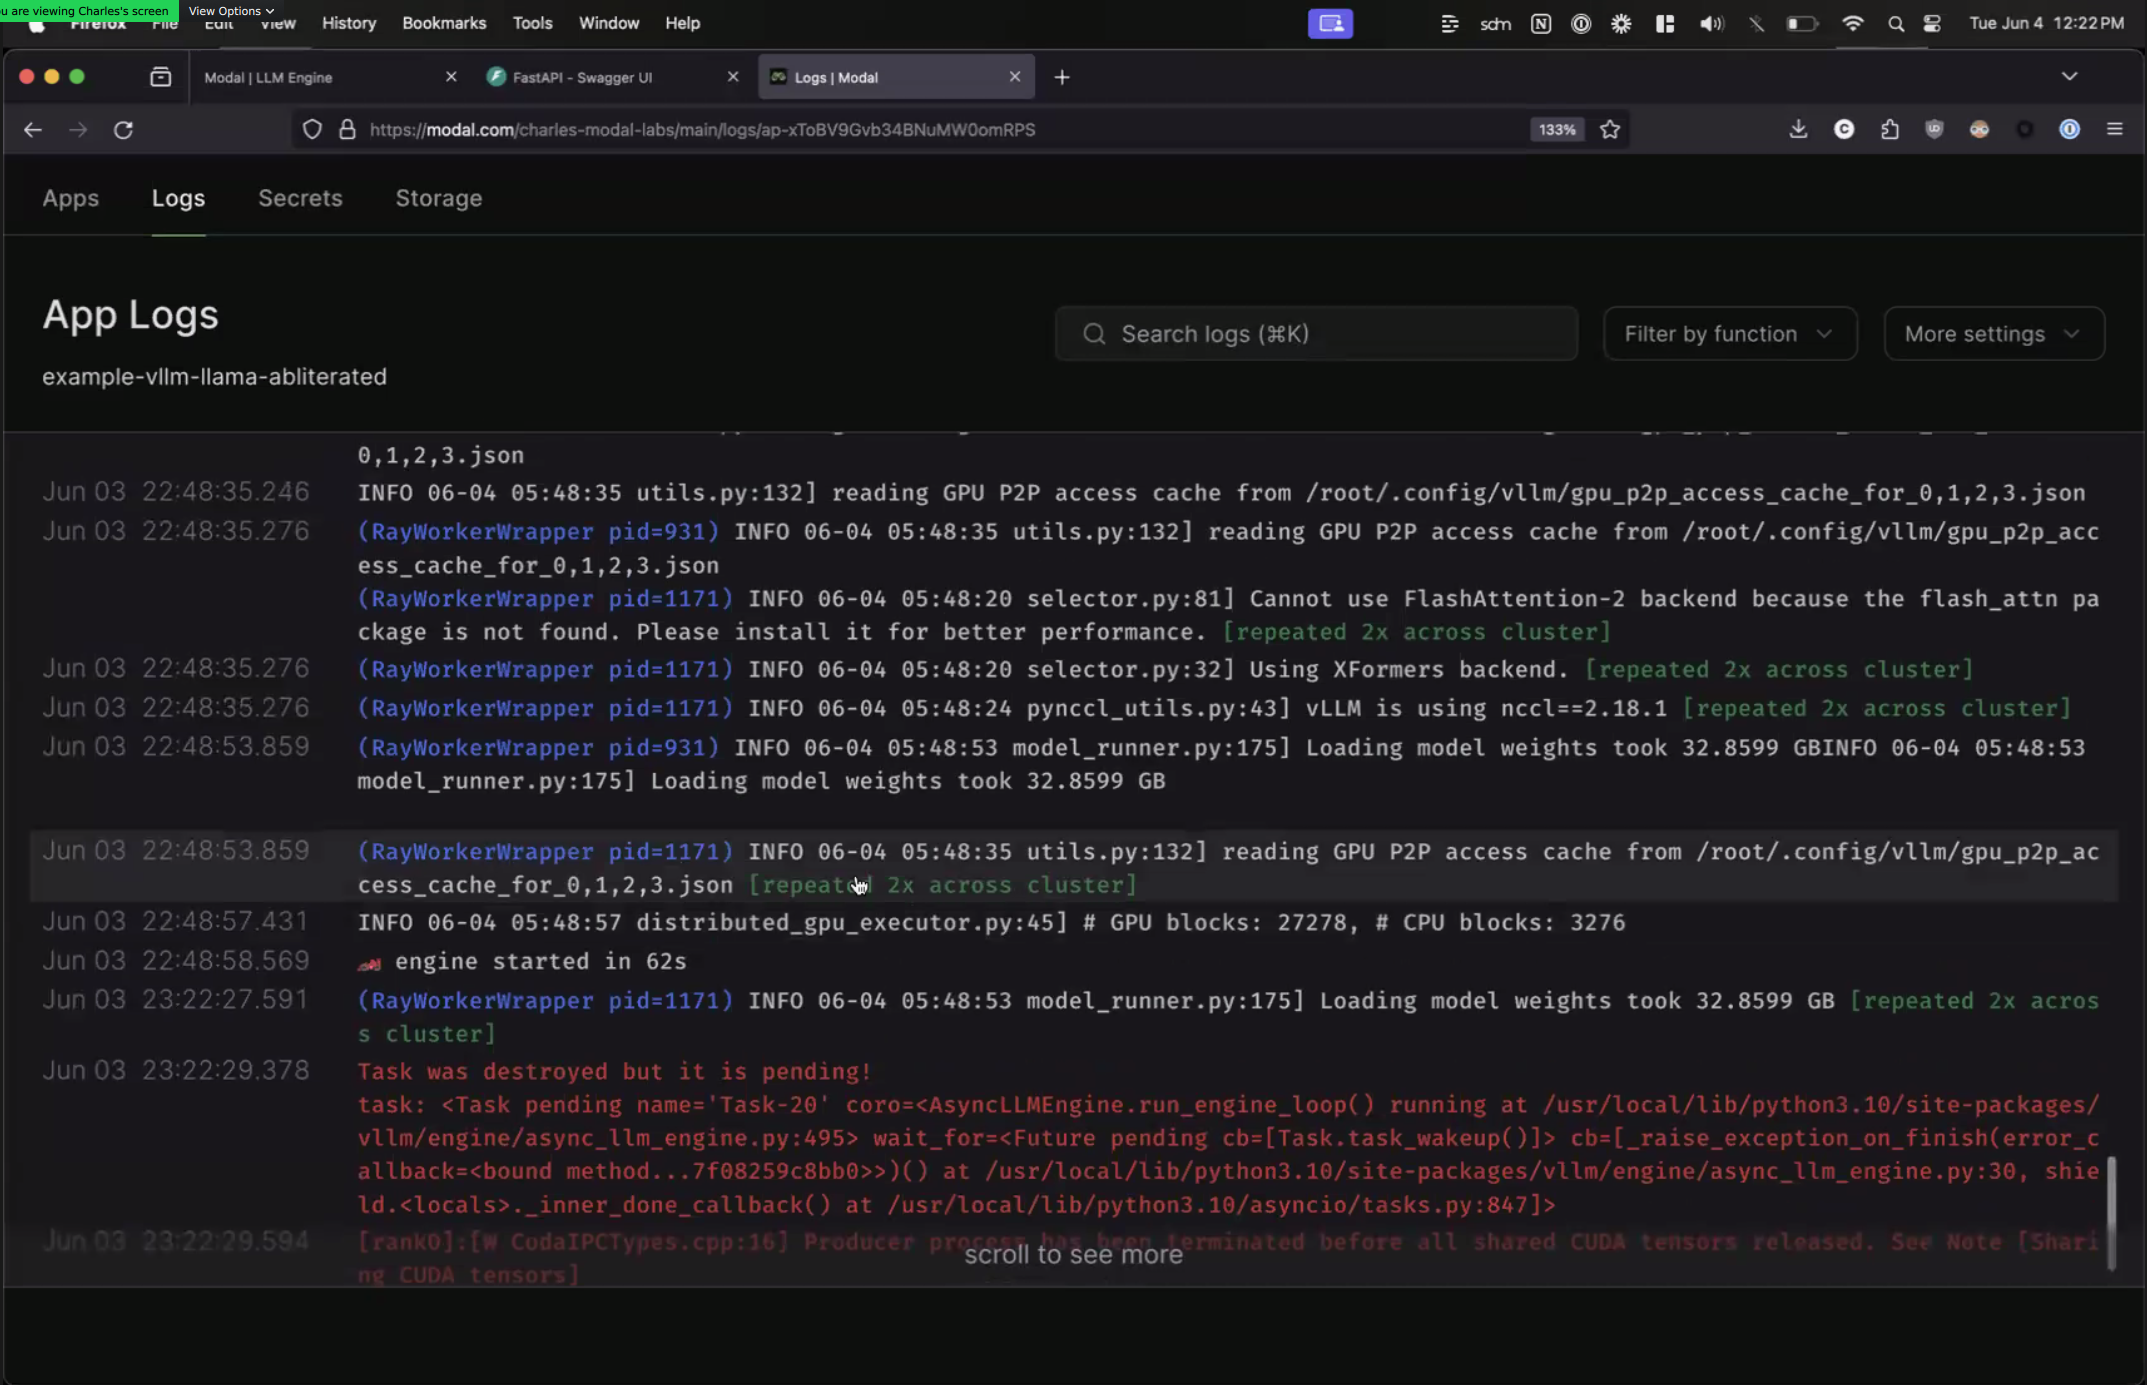 u are viewing Charles's screen View Options
Firefox File Edit View History Bookmarks Tools Window Help sdm Tue Jun 4 12:22 PM
Modal | LLM Engine FastAPI - Swagger UI Logs | Modal
https://modal.com/charles-modal-labs/main/logs/ap-xToBV9Gvb34BNuMW0omRPS 133%
Apps Logs Secrets Storage
App Logs
Search logs (⌘K) Filter by function More settings
example-vllm-llama-abliterated
0,1,2,3.json
Jun 03 22:48:35.246 INFO 06-04 05:48:35 utils.py:132] reading GPU P2P access cache from /root/.config/vllm/gpu_p2p_access_cache_for_0,1,2,3.json
Jun 03 22:48:35.276 (RayWorkerWrapper pid=931) INFO 06-04 05:48:35 utils.py:132] reading GPU P2P access cache from /root/.config/vllm/gpu_p2p_acc
ess_cache_for_0,1,2,3.json
(RayWorkerWrapper pid=1171) INFO 06-04 05:48:20 selector.py:81] Cannot use FlashAttention-2 backend because the flash_attn pa
ckage is not found. Please install it for better performance. [repeated 2x across cluster]
Jun 03 22:48:35.276 (RayWorkerWrapper pid=1171) INFO 06-04 05:48:20 selector.py:32] Using XFormers backend. [repeated 2x across cluster]
Jun 03 22:48:35.276 (RayWorkerWrapper pid=1171) INFO 06-04 05:48:24 pynccl_utils.py:43] vLLM is using nccl==2.18.1 [repeated 2x across cluster]
Jun 03 22:48:53.859 (RayWorkerWrapper pid=931) INFO 06-04 05:48:53 model_runner.py:175] Loading model weights took 32.8599 GBINFO 06-04 05:48:53
model_runner.py:175] Loading model weights took 32.8599 GB
Jun 03 22:48:53.859 (RayWorkerWrapper pid=1171) INFO 06-04 05:48:35 utils.py:132] reading GPU P2P access cache from /root/.config/vllm/gpu_p2p_ac
cess_cache_for_0,1,2,3.json [repeated 2x across cluster]
Jun 03 22:48:57.431 INFO 06-04 05:48:57 distributed_gpu_executor.py:45] # GPU blocks: 27278, # CPU blocks: 3276
Jun 03 22:48:58.569 engine started in 62s
Jun 03 23:22:27.591 (RayWorkerWrapper pid=1171) INFO 06-04 05:48:53 model_runner.py:175] Loading model weights took 32.8599 GB [repeated 2x acros
s cluster]
Jun 03 23:22:29.378 Task was destroyed but it is pending!
task: <Task pending name='Task-20' coro=<AsyncLLMEngine.run_engine_loop() running at /usr/local/lib/python3.10/site-packages/
vllm/engine/async_llm_engine.py:495> wait_for=<Future pending cb=[Task.task_wakeup()]> cb=[_raise_exception_on_finish(error_c
allback=<bound method...7f08259c8bb0>>)() at /usr/local/lib/python3.10/site-packages/vllm/engine/async_llm_engine.py:30, shie
ld.<locals>._inner_done_callback() at /usr/local/lib/python3.10/asyncio/tasks.py:847]>
Jun 03 23:22:29.594 [rank0]:[W CudaIPCTypes.cpp:16] Producer process has been terminated before all shared CUDA tensors released. See Note [Shari
ng CUDA tensors]
scroll to see more